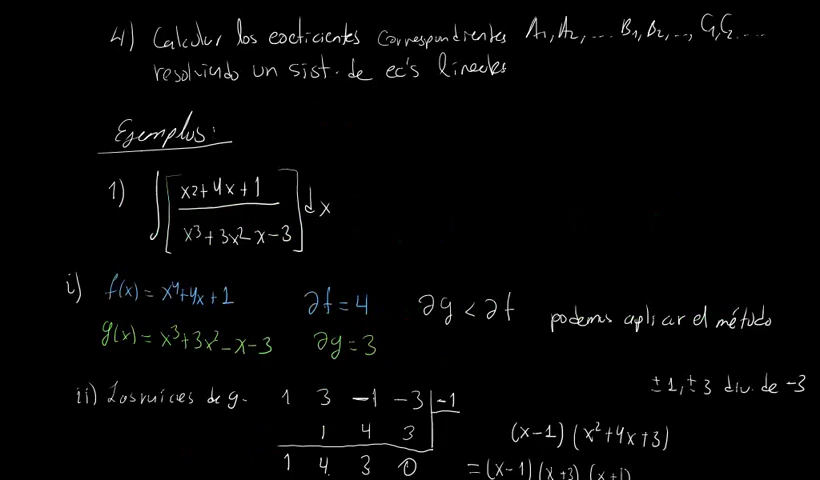 4) Calcular los coeficientes correspondientes A1, A2, ... B1, B2, .., C1, C2 ....
resolviendo un sist. de ec's lineales
Ejemplos:
1) ∫ [ x2+4x+1 / x³+3x²-x-3 ] dx
i) f(x) = x⁴+4x+1 ∂f=4 ∂g < ∂f podemos aplicar el método
g(x) = x³+3x²-x-3 ∂g=3
±1, ±3 div. de -3
ii) Las raíces de g. 1 3 -1 -3 | -1
1 4 3
(x-1) (x²+4x+3)
1 4 3 0
= (x-1) (x+3) (x+1)